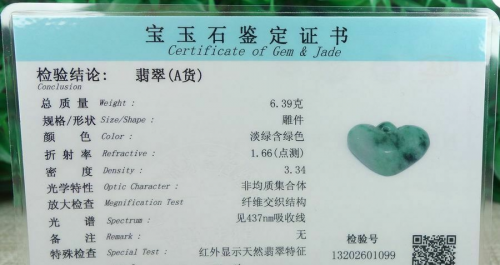 宝玉石鉴定证书
Certificate of Gem & Jade
检验结论: 翡翠(A货)
Conclusion
总质量 Weight: 6.39克
规格/形状 Size/Shape: 雕件
颜色 Color: 淡绿含绿色
折射率 Refractive: 1.66(点测)
密度 Density: 3.34
光学特性 Optic Character: 非均质集合体
放大检查 Megnification Test 纤维交织结构
光谱 Spectrum: 见437nm吸收线
备注 Remark: 无
特殊检查 Special Test: 红外显示天然翡翠特征
检验编号
13202601099